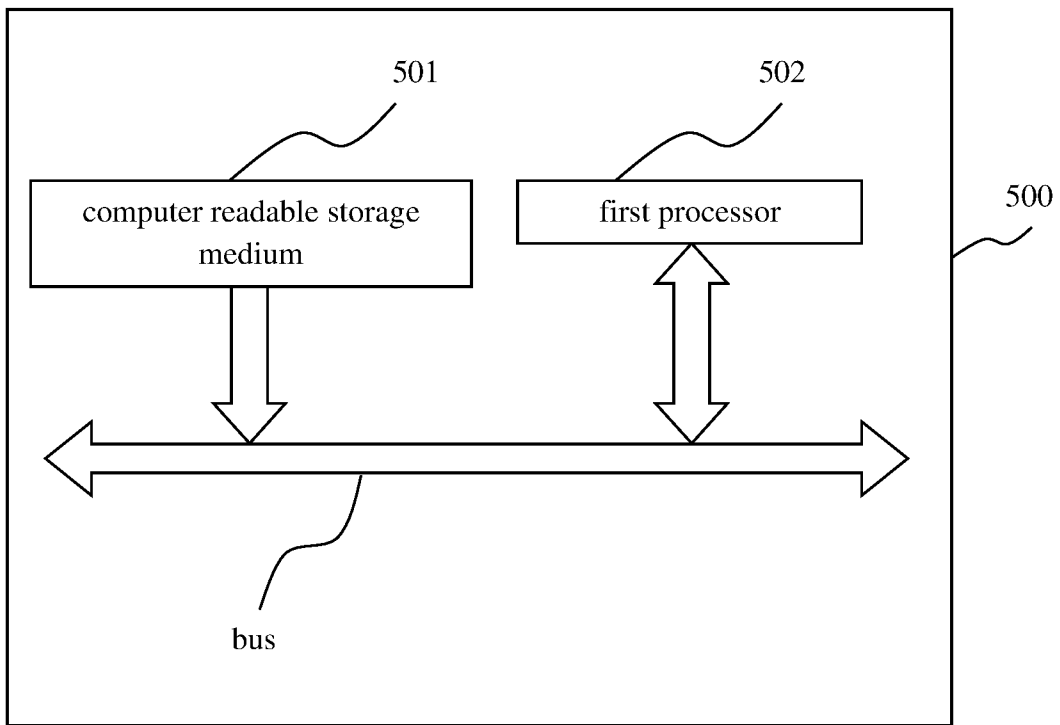 501
502
computer readable storage
medium
first processor
500
bus